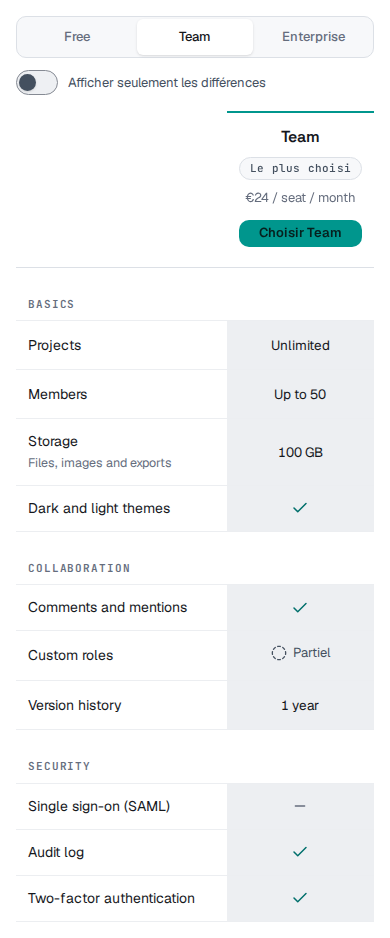 Free Team Enterprise
Afficher seulement les différences
Team
Le plus choisi
€24 / seat / month
Choisir Team
BASICS
Projects Unlimited
Members Up to 50
Storage
Files, images and exports
100 GB
Dark and light themes
COLLABORATION
Comments and mentions
Custom roles Partiel
Version history 1 year
SECURITY
Single sign-on (SAML) —
Audit log
Two-factor authentication